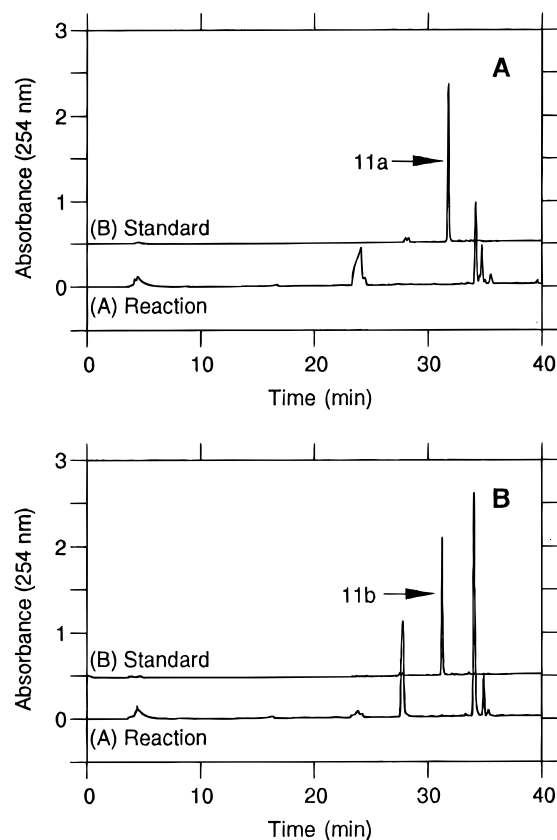 3
A
2
11a
1
(B) Standard
0
(A) Reaction
Absorbance (254 nm)
0 10 20 30 40
Time (min)
3
B
2
11b
1
(B) Standard
0
(A) Reaction
Absorbance (254 nm)
0 10 20 30 40
Time (min)